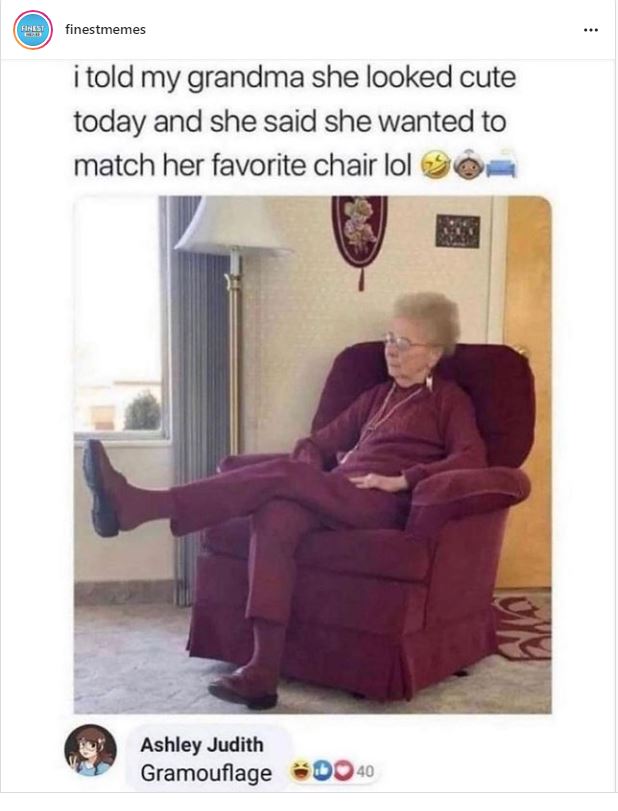 FINEST
finestmemes
i told my grandma she looked cute
today and she said she wanted to
match her favorite chair lol 🤣👵🏽🛏️
Ashley Judith
Gramouflage
40